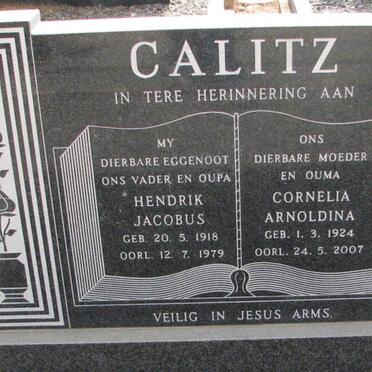 CALITZ
IN TERE HERINNERING AAN
MY
DIERBARE EGGENOOT
ONS VADER EN OUPA
HENDRIK
JACOBUS
GEB. 20. 5. 1918
OORL. 12. 7. 1979
ONS
DIERBARE MOEDER
EN OUMA
CORNELIA
ARNOLDINA
GEB. 1. 3. 1924
OORL. 24. 5. 2007
VEILIG IN JESUS ARMS.